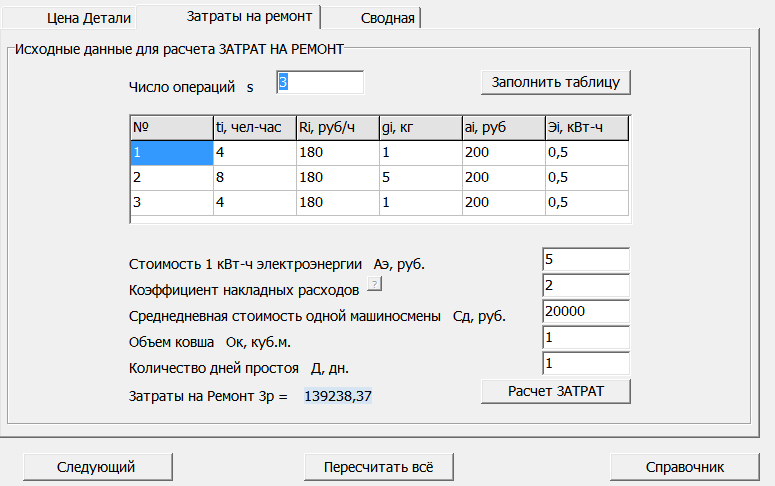 Цена Детали Затраты на ремонт Сводная
Исходные данные для расчета ЗАТРАТ НА РЕМОНТ
Число операций s 3 Заполнить таблицу
№ ti, чел-час Ri, руб/ч gi, кг ai, руб Эi, кВт-ч
1 4 180 1 200 0,5
2 8 180 5 200 0,5
3 4 180 1 200 0,5
Стоимость 1 кВт-ч электроэнергии Аэ, руб. 5
Коэффициент накладных расходов ? 2
Среднедневная стоимость одной машиносмены Сд, руб. 20000
Объем ковша Ок, куб.м. 1
Количество дней простоя Д, дн. 1
Затраты на Ремонт Зр = 139238,37 Расчет ЗАТРАТ
Следующий Пересчитать всё Справочник